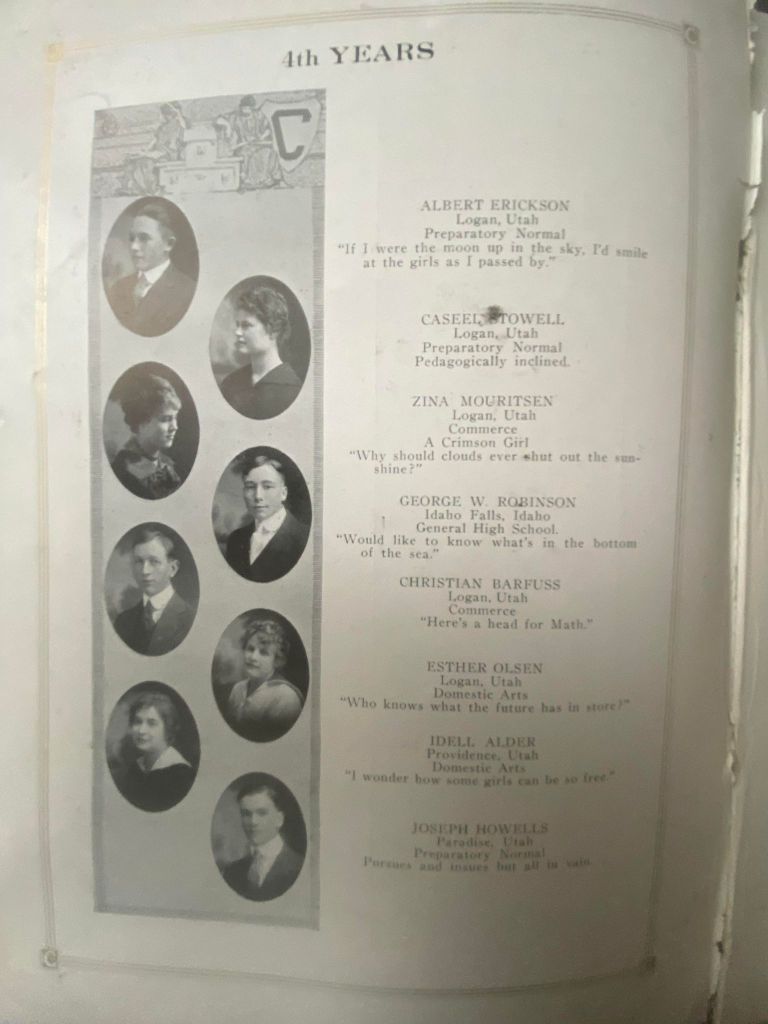 4th YEARS
C
ALBERT ERICKSON
Logan, Utah
Preparatory Normal
"If I were the moon up in the sky, I'd smile
at the girls as I passed by."
CASEEL STOWELL
Logan, Utah
Preparatory Normal
Pedagogically inclined.
ZINA MOURITSEN
Logan, Utah
Commerce
A Crimson Girl
"Why should clouds ever shut out the sun-
shine?"
GEORGE W. ROBINSON
Idaho Falls, Idaho
General High School.
"Would like to know what's in the bottom
of the sea."
CHRISTIAN BARFUSS
Logan, Utah
Commerce
"Here's a head for Math."
ESTHER OLSEN
Logan, Utah
Domestic Arts
"Who knows what the future has in store?"
IDELL ALDER
Providence, Utah
Domestic Arts
"I wonder how some girls can be so free."
JOSEPH HOWELLS
Paradise, Utah
Preparatory Normal
Pursues and insues but all in vain.
C